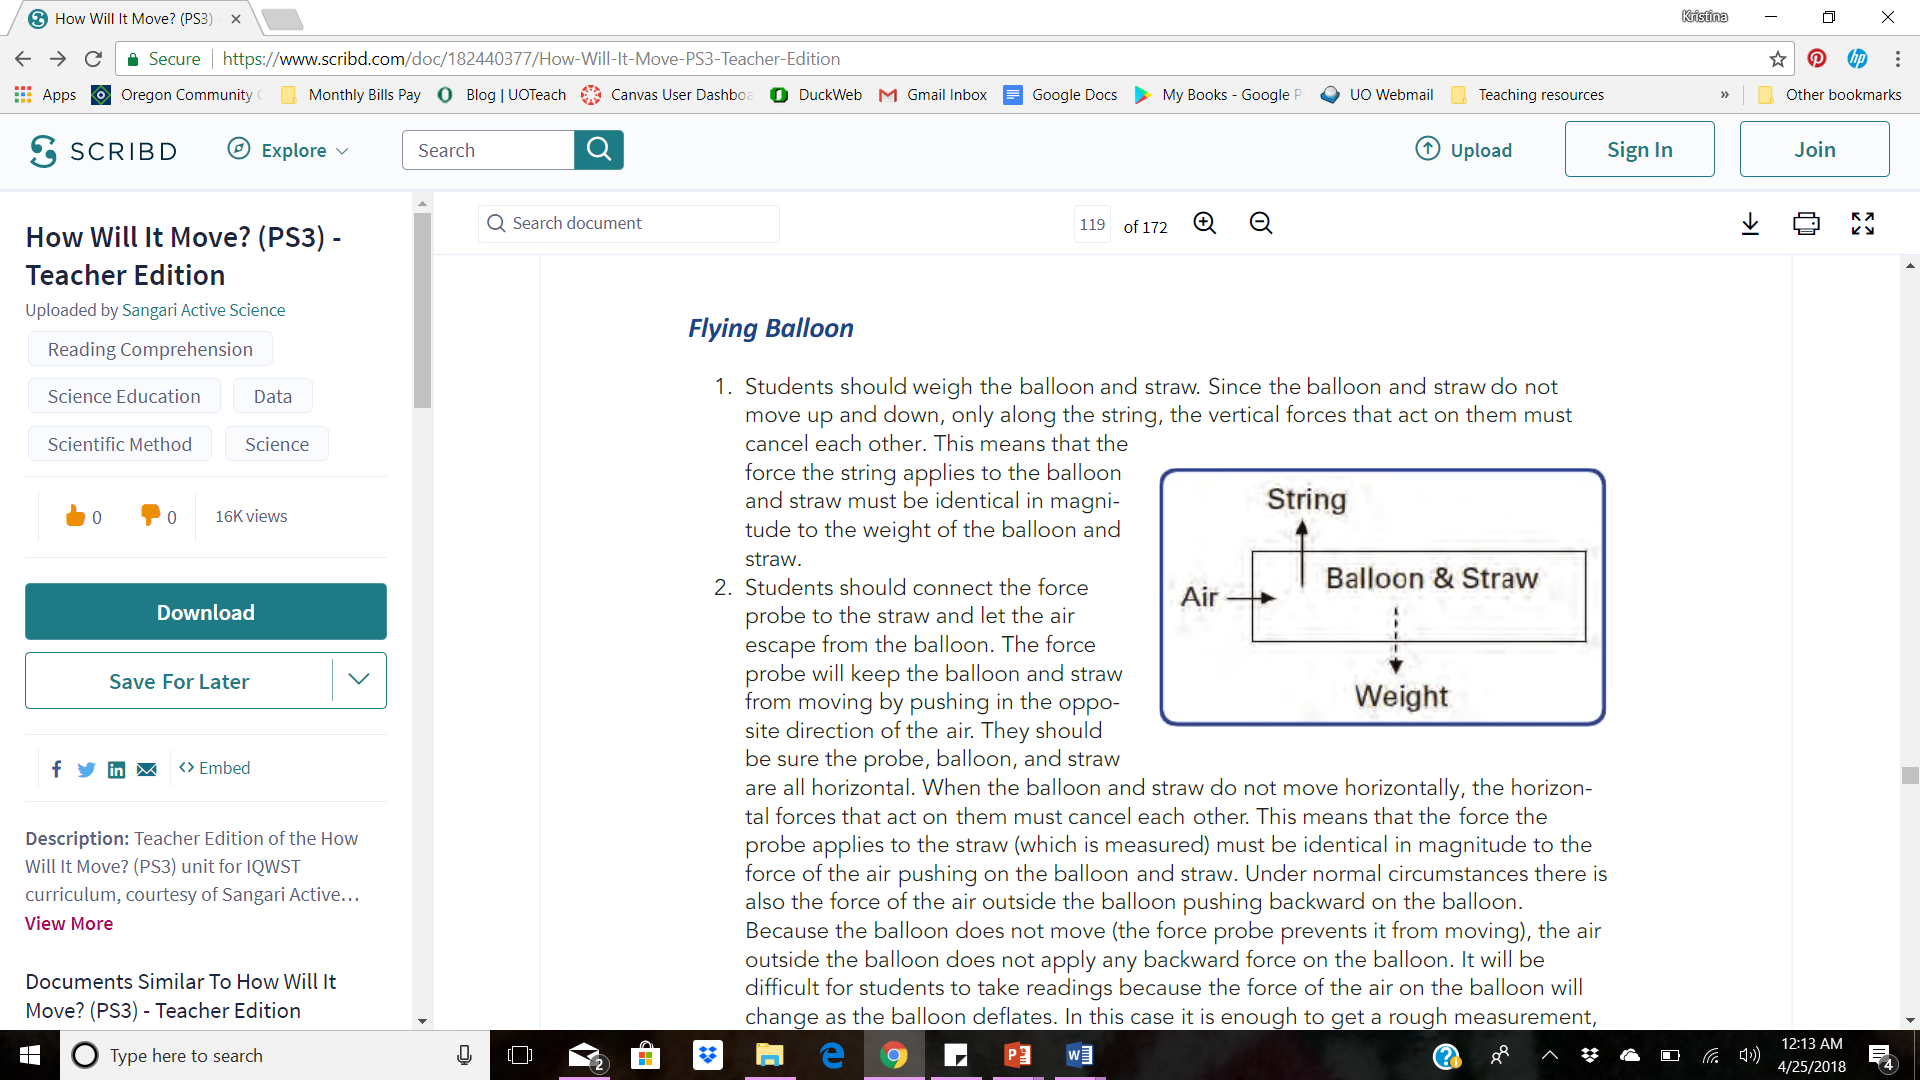 How Will It Move? (PS3)
Kristina
Secure
https://www.scribd.com/doc/182440377/How-Will-It-Move-PS3-Teacher-Edition
Apps
Oregon Community
Monthly Bills Pay
Blog | UOTeach
Canvas User Dashbo
DuckWeb
Gmail Inbox
Google Docs
My Books - Google
UO Webmail
Teaching resources
»
Other bookmarks
SCRIBD
Explore
Search
Upload
Sign In
Join
How Will It Move? (PS3) -
Teacher Edition
Uploaded by Sangari Active Science
Reading Comprehension
Science Education
Data
Scientific Method
Science
0
0
16K views
Download
Save For Later
Embed
Description: Teacher Edition of the How
Will It Move? (PS3) unit for IQWST
curriculum, courtesy of Sangari Active…
View More
Documents Similar To How Will It
Move? (PS3) - Teacher Edition
Search document
119 of 172
Flying Balloon
1. Students should weigh the balloon and straw. Since the balloon and straw do not
move up and down, only along the string, the vertical forces that act on them must
cancel each other. This means that the
force the string applies to the balloon
and straw must be identical in magni-
tude to the weight of the balloon and
straw.
2. Students should connect the force
probe to the straw and let the air
escape from the balloon. The force
probe will keep the balloon and straw
from moving by pushing in the oppo-
site direction of the air. They should
be sure the probe, balloon, and straw
are all horizontal. When the balloon and straw do not move horizontally, the horizon-
tal forces that act on them must cancel each other. This means that the force the
probe applies to the straw (which is measured) must be identical in magnitude to the
force of the air pushing on the balloon and straw. Under normal circumstances there is
also the force of the air outside the balloon pushing backward on the balloon.
Because the balloon does not move (the force probe prevents it from moving), the air
outside the balloon does not apply any backward force on the balloon. It will be
difficult for students to take readings because the force of the air on the balloon will
change as the balloon deflates. In this case it is enough to get a rough measurement,
String
Air
Balloon & Straw
Weight
Type here to search
2
12:13 AM
4/25/2018
4